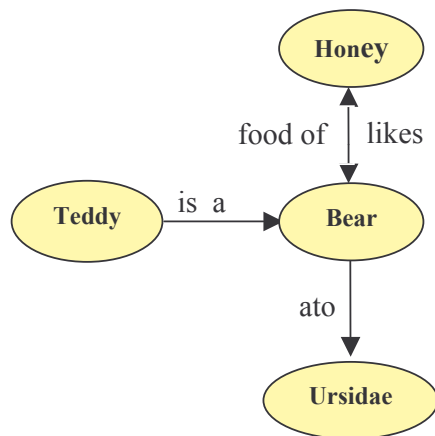 Honey
food of likes
Teddy
is a
Bear
ato
Ursidae